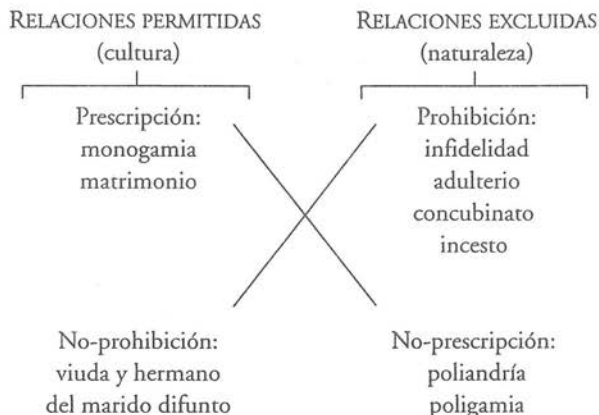 RELACIONES PERMITIDAS
(cultura)
Prescripción:
monogamia
matrimonio
RELACIONES EXCLUIDAS
(naturaleza)
Prohibición:
infidelidad
adulterio
concubinato
incesto
No-prohibición:
viuda y hermano
del marido difunto
No-prescripción:
poliandría
poligamia